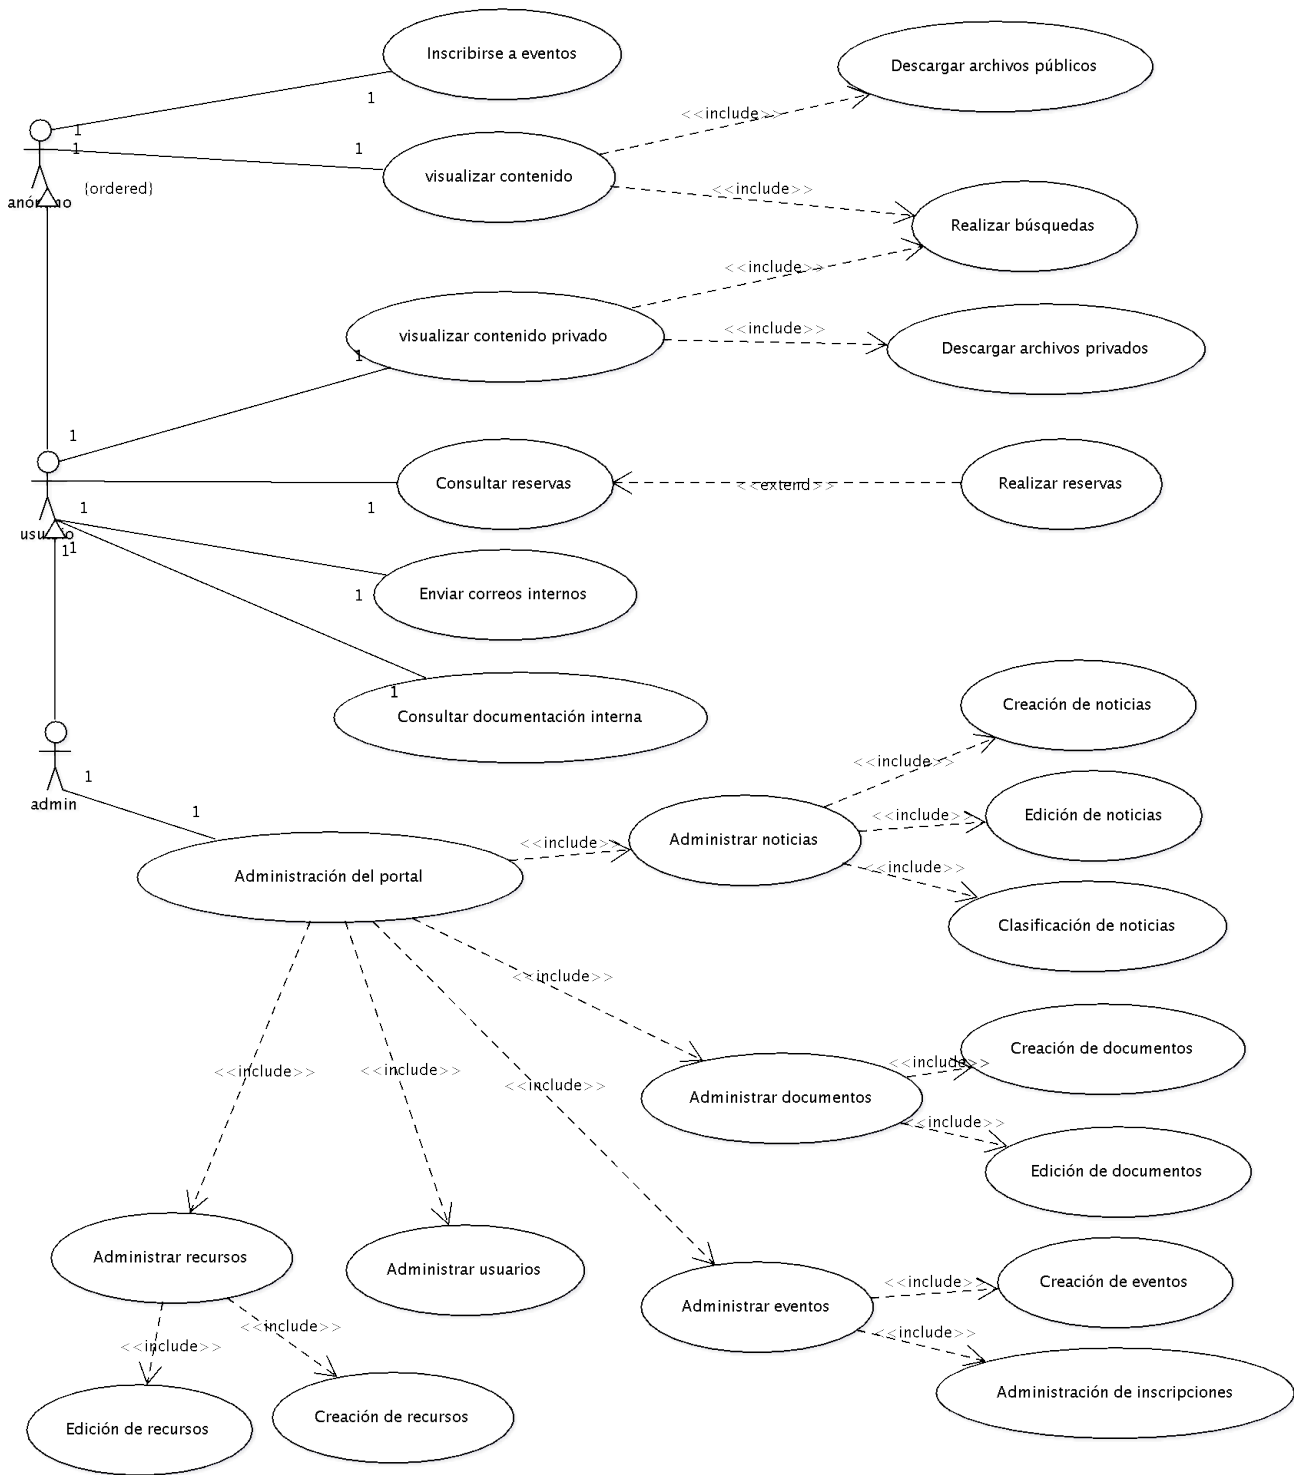 Inscribirse a eventos
Descargar archivos públicos
1
<<include>>
1
1
1
visualizar contenido
<<include>>
{ordered}
anónimo
Realizar búsquedas
<<include>>
visualizar contenido privado
<<include>>
1
Descargar archivos privados
1
Consultar reservas
<<extend>>
Realizar reservas
1
1
usuario
1
1
Enviar correos internos
1
1
Consultar documentación interna
Creación de noticias
<<include>>
1
admin
1
Administrar noticias
<<include>>
Edición de noticias
<<include>>
<<include>>
Administración del portal
Clasificación de noticias
<<include>>
Creación de documentos
<<include>>
<<include>>
<<include>>
<<include>>
Administrar documentos
<<include>>
Edición de documentos
Administrar recursos
Administrar usuarios
Administrar eventos
<<include>>
Creación de eventos
<<include>>
<<include>>
<<include>>
Administración de inscripciones
Edición de recursos
Creación de recursos